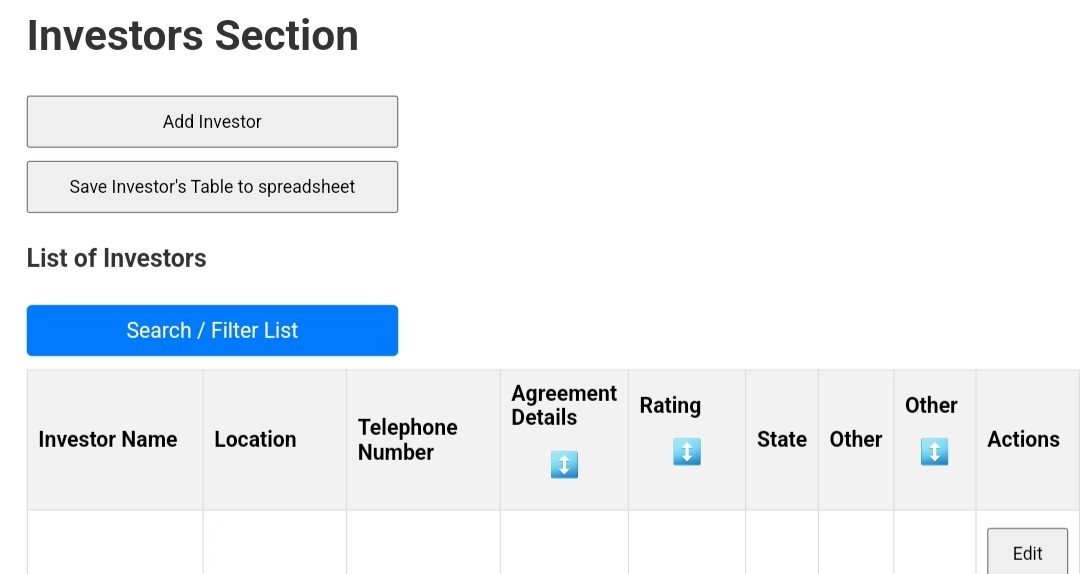 Investors Section
Add Investor
Save Investor's Table to spreadsheet
List of Investors
Search / Filter List
Investor Name
Location
Telephone
Number
Agreement
Details
Rating
State
Other
Other
Actions
Edit